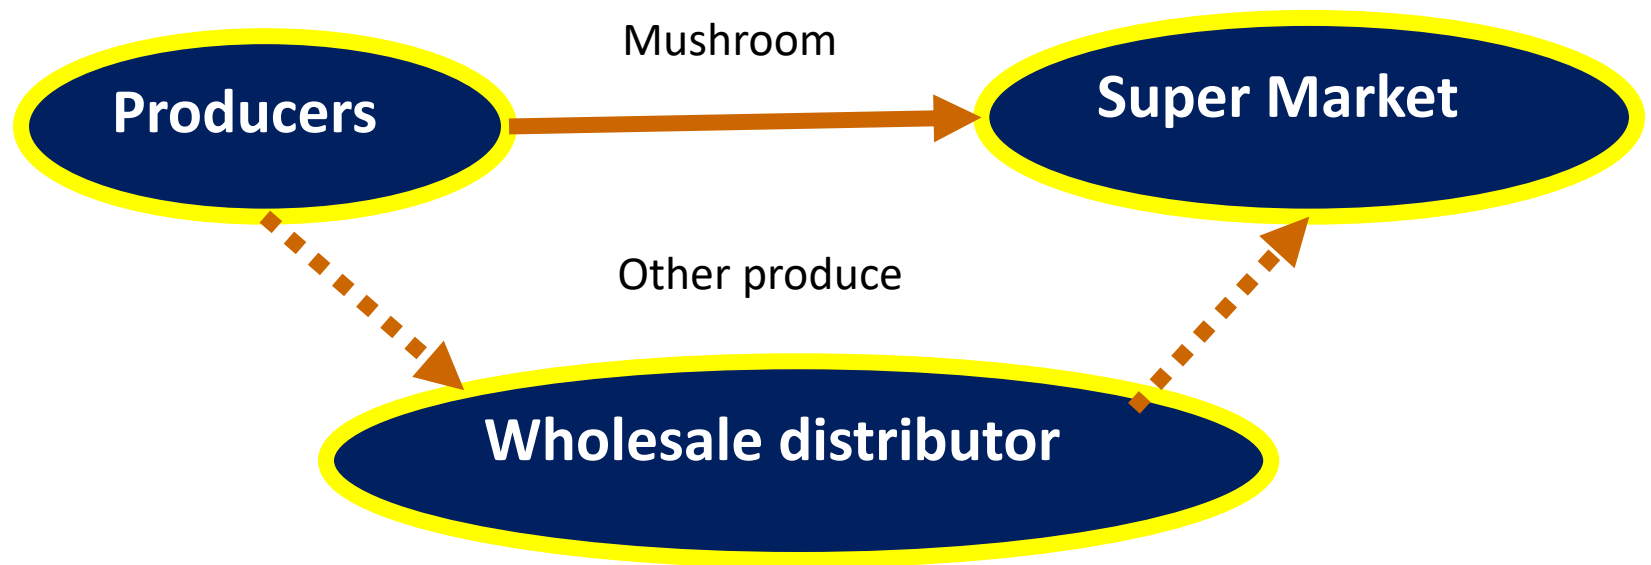 Mushroom
Producers
Super Market
Other produce
Wholesale distributor